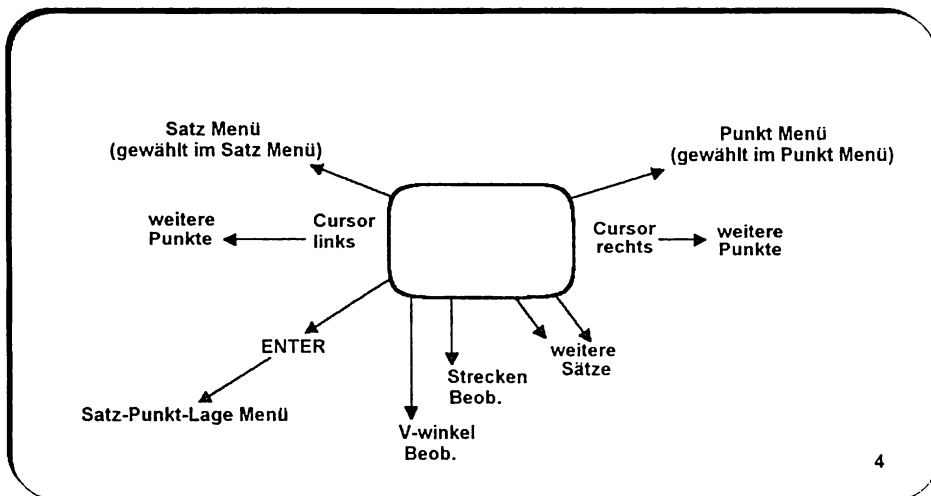 Satz Menü
(gewählt im Satz Menü)
Punkt Menü
(gewählt im Punkt Menü)
weitere
Punkte
Cursor
links
Cursor
rechts
weitere
Punkte
ENTER
Satz-Punkt-Lage Menü
V-winkel
Beob.
Strecken
Beob.
weitere
Sätze
4